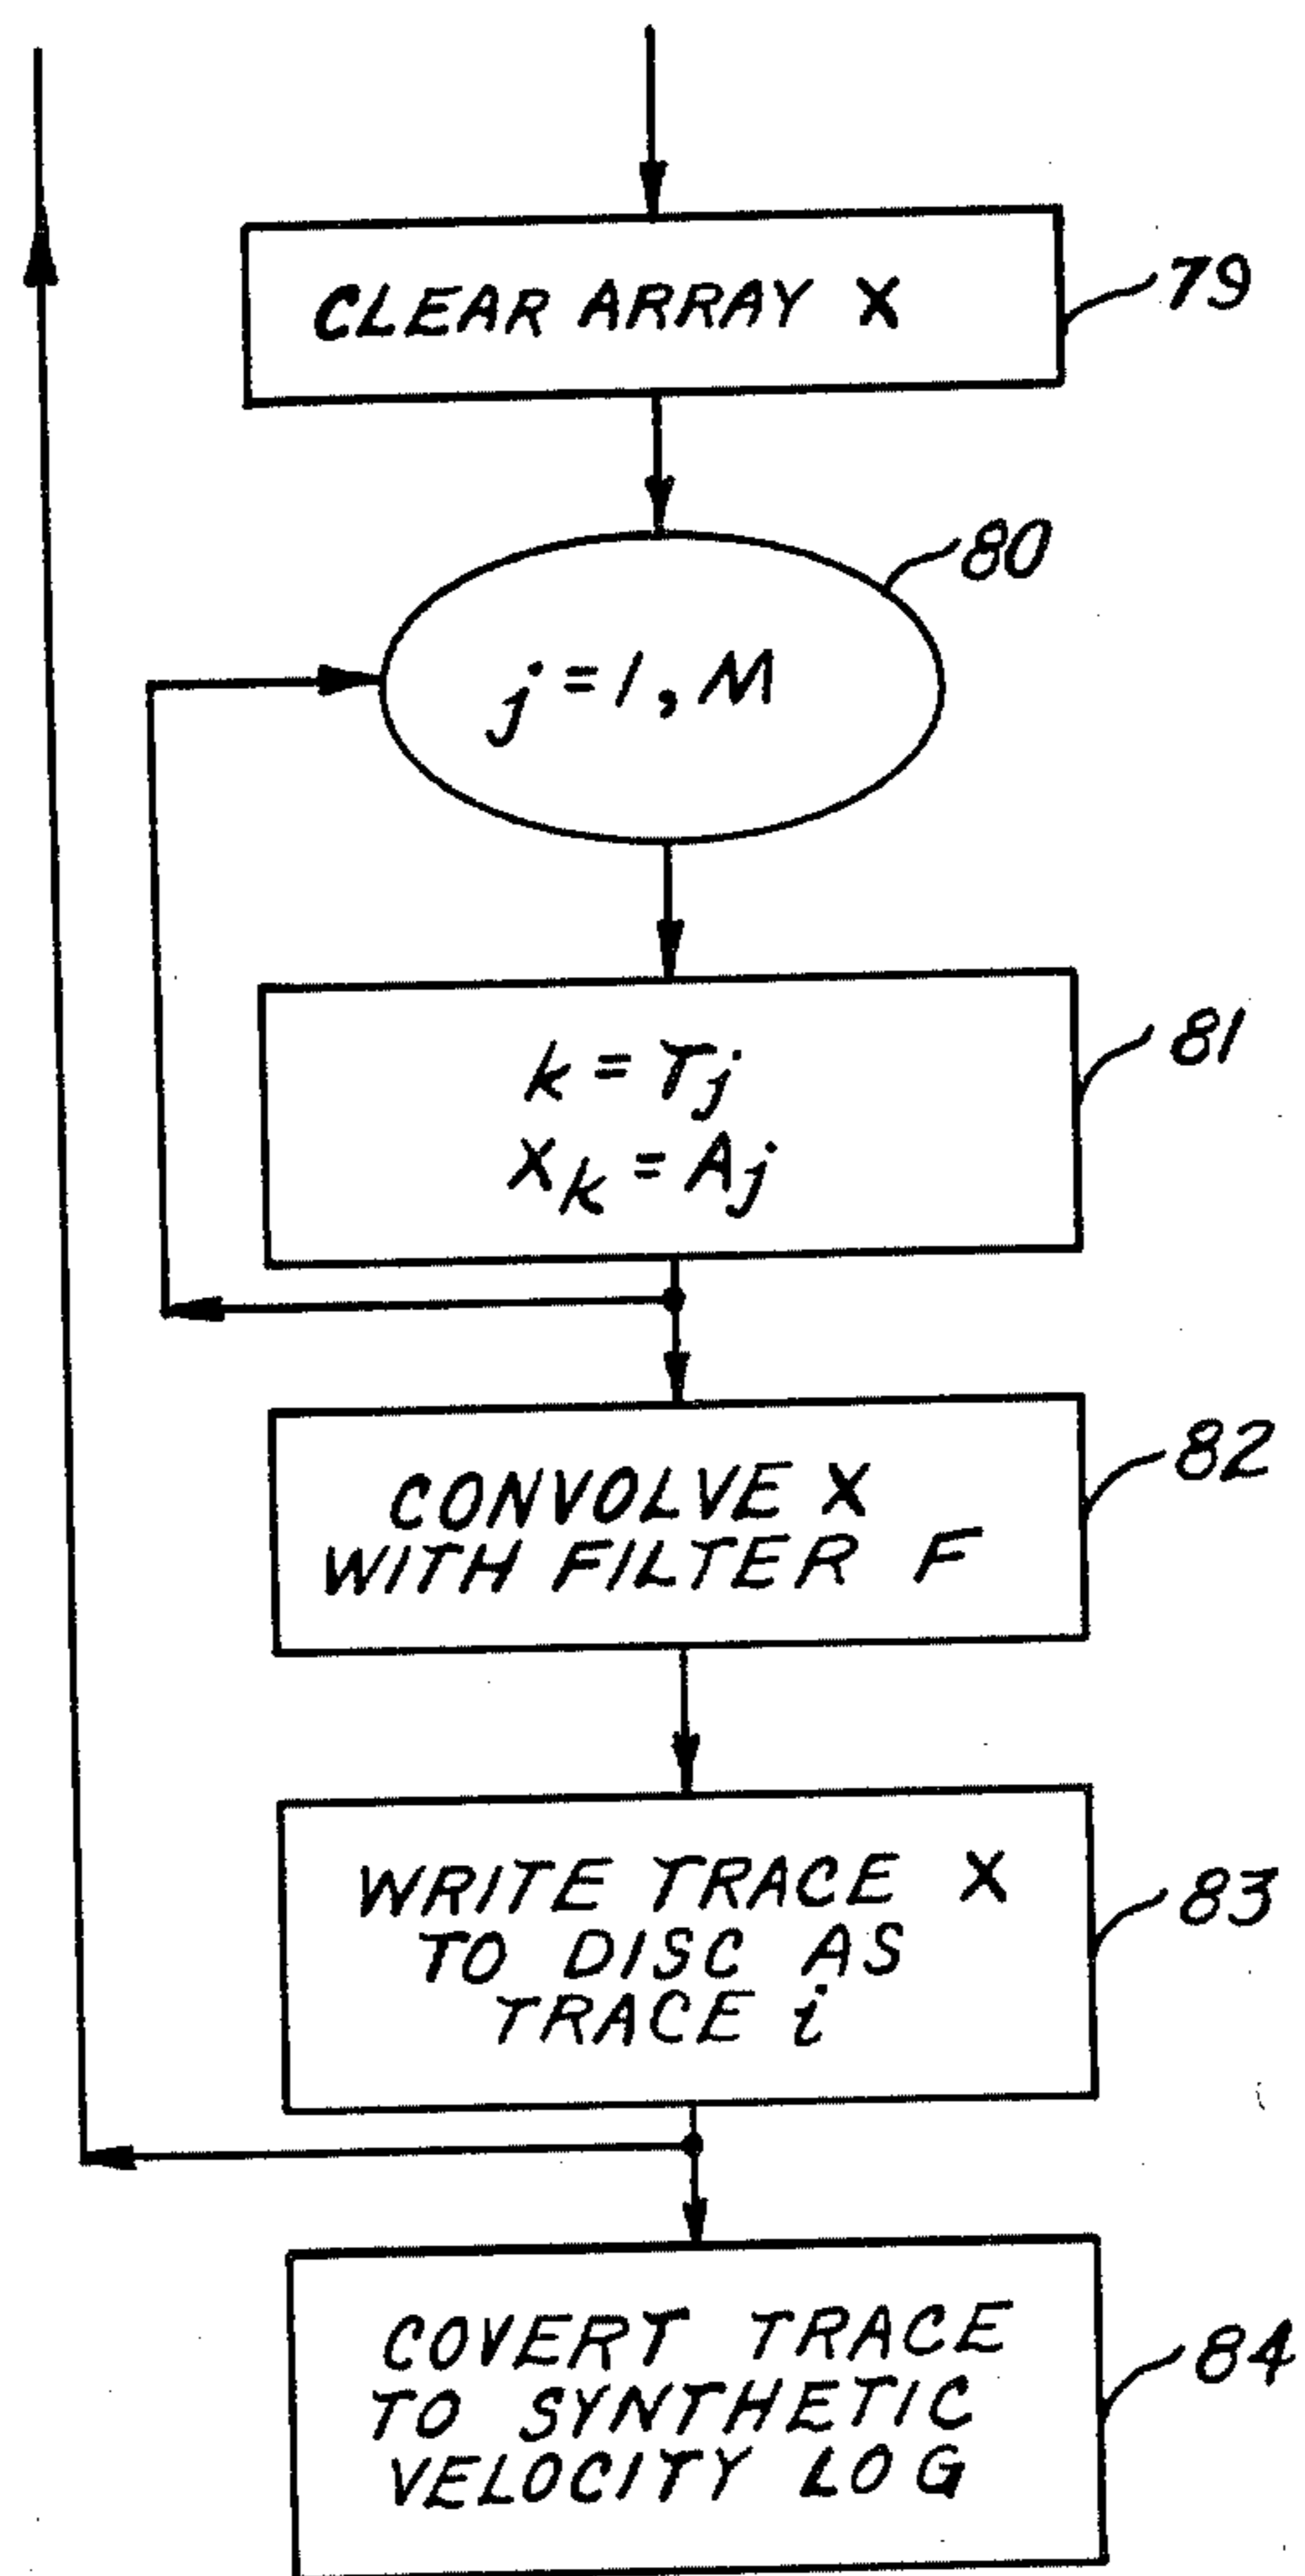 CLEAR ARRAY X
79
80
j = 1, M
81
k = Tj
Xk = Aj
82
CONVOLVE X
WITH FILTER F
83
WRITE TRACE X
TO DISC AS
TRACE i
84
COVERT TRACE
TO SYNTHETIC
VELOCITY LOG